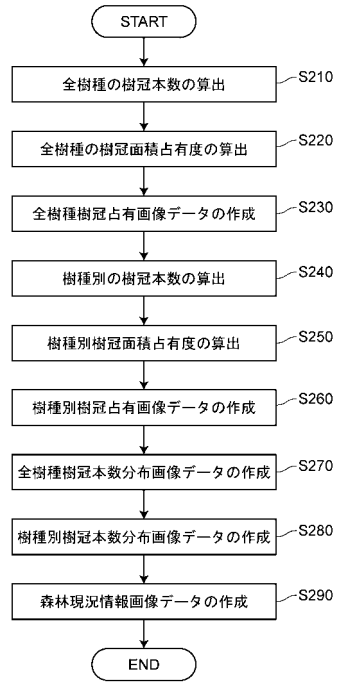 START
全樹種の樹冠本数の算出 S210
全樹種の樹冠面積占有度の算出 S220
全樹種樹冠占有画像データの作成 S230
樹種別の樹冠本数の算出 S240
樹種別樹冠面積占有度の算出 S250
樹種別樹冠占有画像データの作成 S260
全樹種樹冠本数分布画像データの作成 S270
樹種別樹冠本数分布画像データの作成 S280
森林現況情報画像データの作成 S290
END